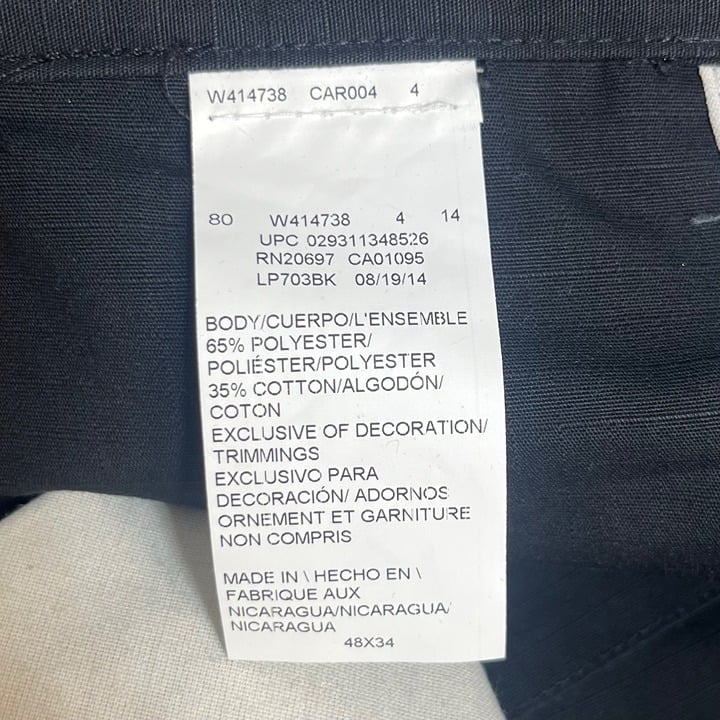 W414738 CAR004 4
80 W414738 4 14
UPC 029311348526
RN20697 CA01095
LP703BK 08/19/14
BODY/CUERPO/L'ENSEMBLE
65% POLYESTER/
POLIÉSTER/POLYESTER
35% COTTON/ALGODÓN/
COTON
EXCLUSIVE OF DECORATION/
TRIMMINGS
EXCLUSIVO PARA
DECORACIÓN/ ADORNOS
ORNEMENT ET GARNITURE
NON COMPRIS
MADE IN \ HECHO EN \
FABRIQUE AUX
NICARAGUA/NICARAGUA/
NICARAGUA
48X34